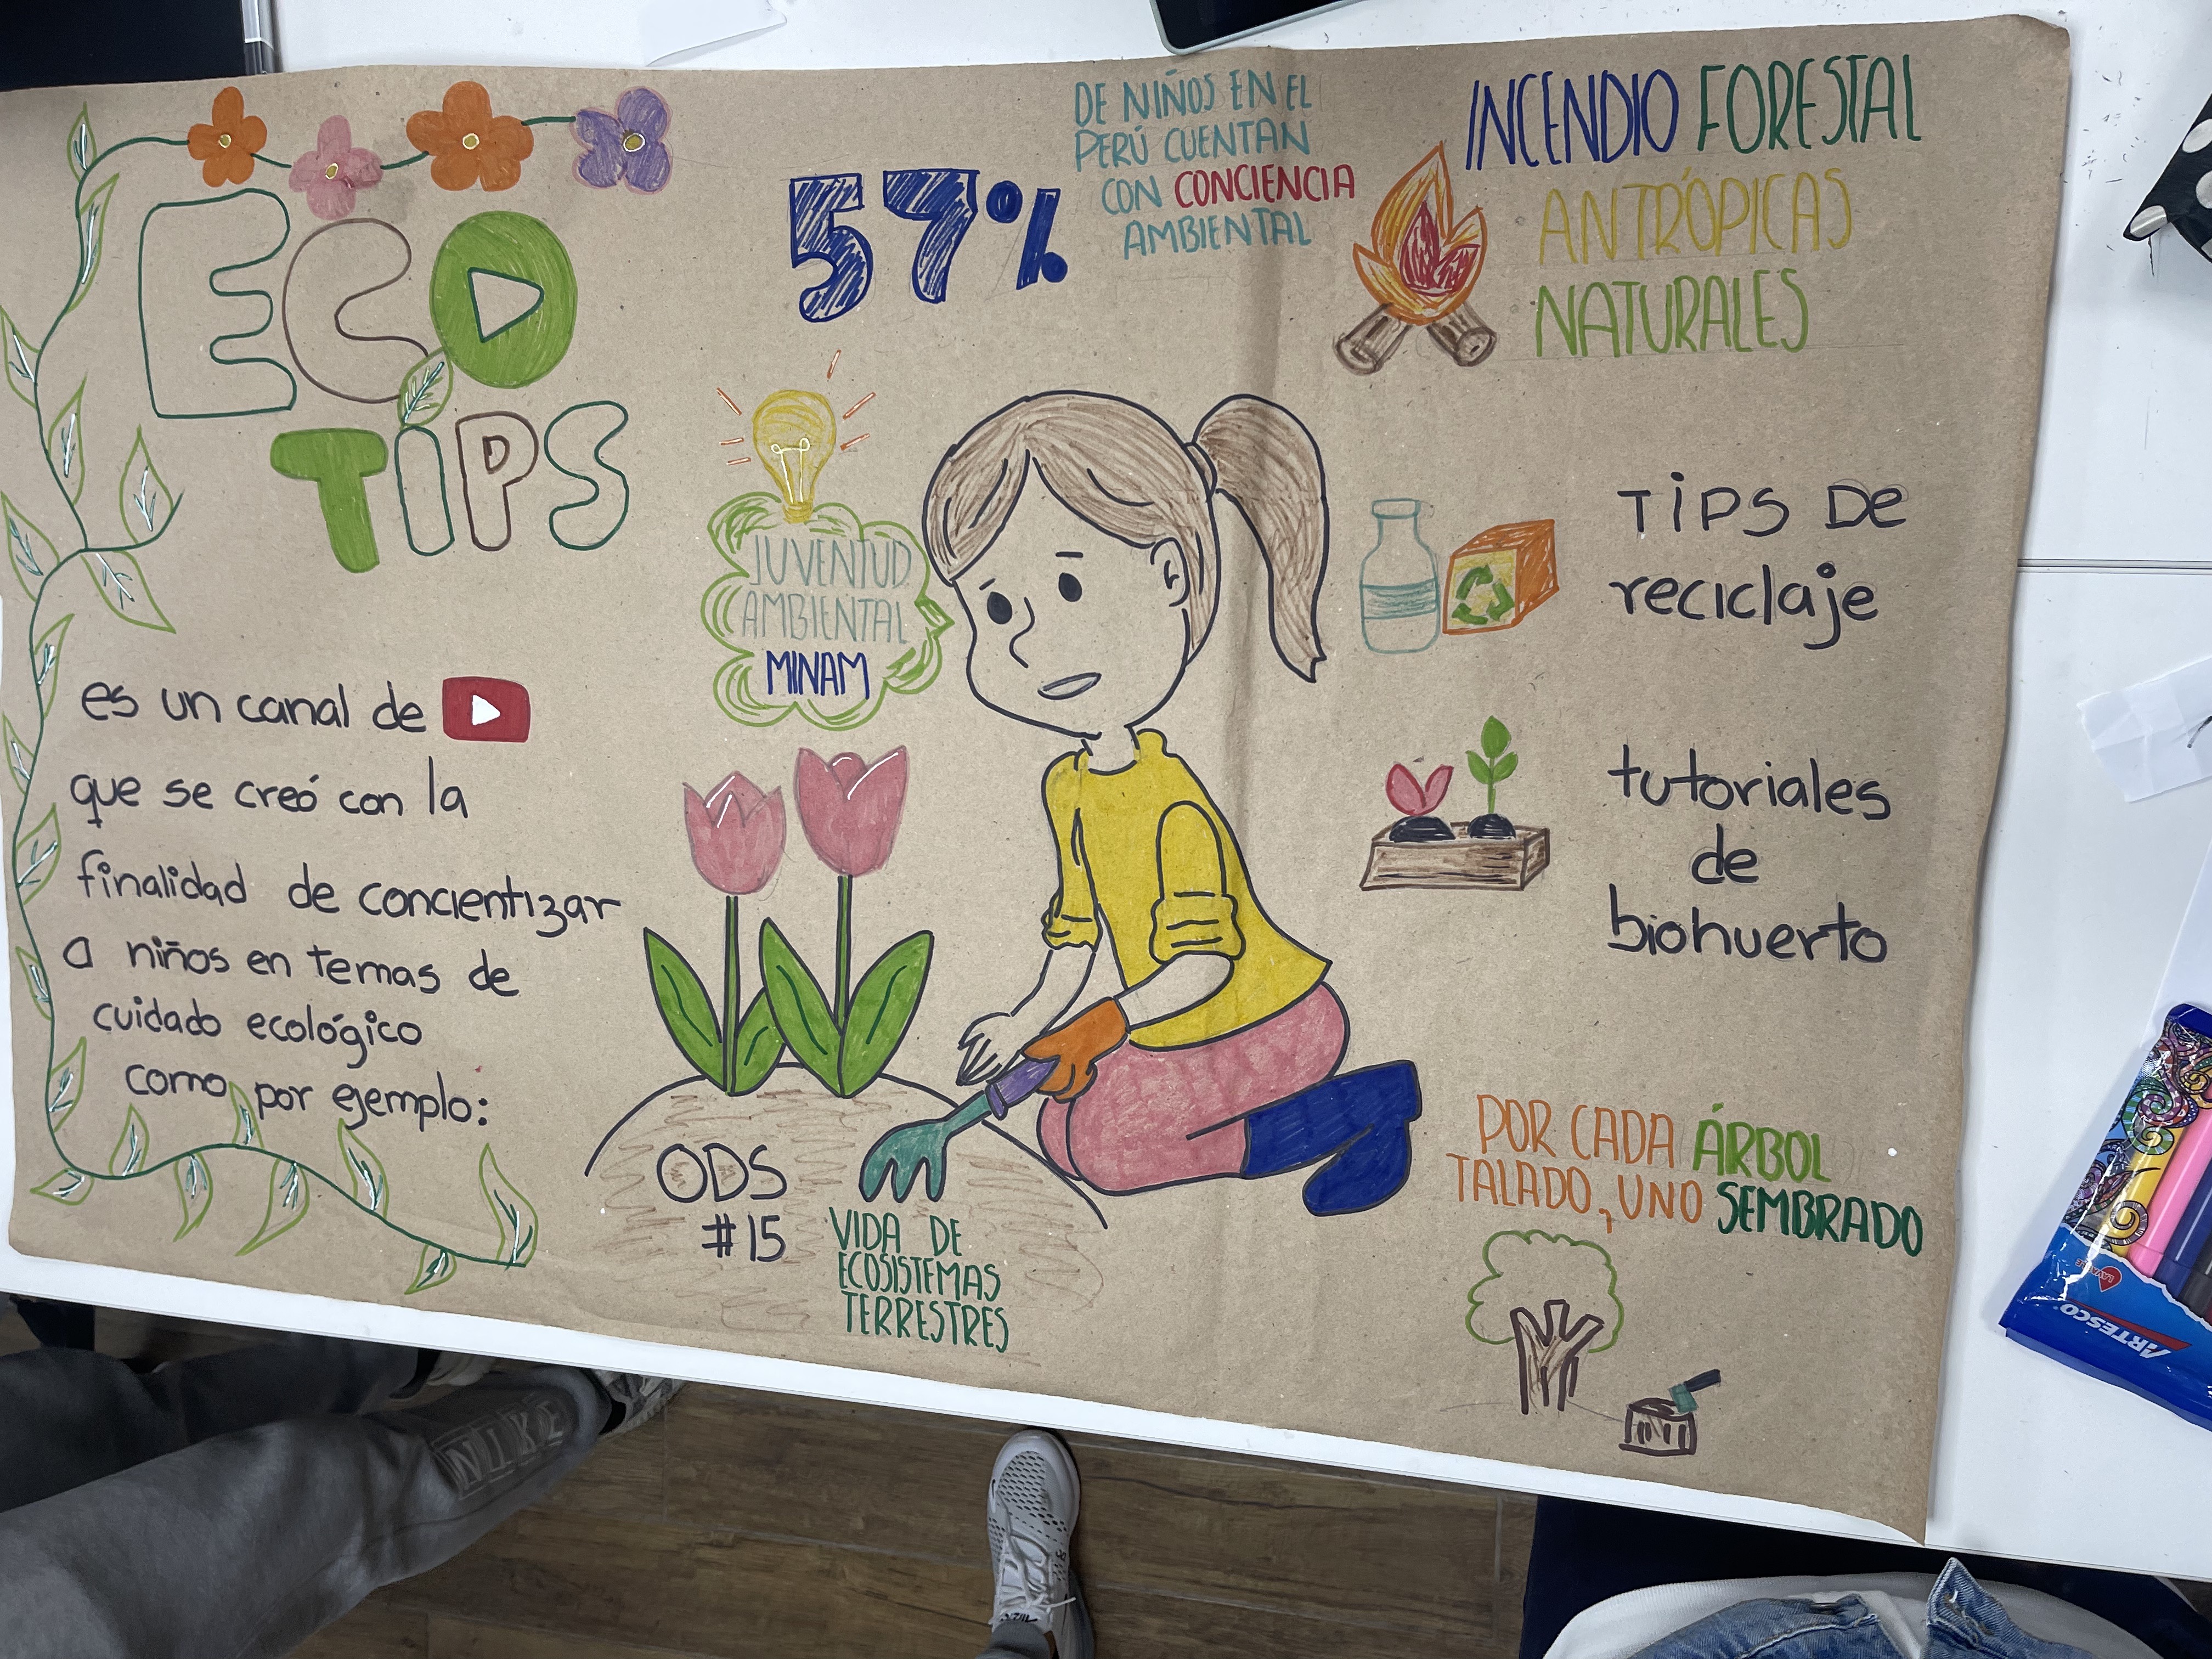 ECO
TIPS
es un canal de
que se creó con la
finalidad de concientizar
a niños en temas de
cuidado ecológico
como por ejemplo:
57%
DE NIÑOS EN EL
PERÚ CUENTAN
CON CONCIENCIA
AMBIENTAL
JUVENTUD
AMBIENTAL
MINAM
ODS
#15
VIDA DE
ECOSISTEMAS
TERRESTRES
INCENDIO FORESTAL
ANTRÓPICAS
NATURALES
TIPS De
reciclaje
tutoriales
de
biohuerto
POR CADA ÁRBOL
TALADO, UNO SEMBRADO
ARTESCO
NIKE